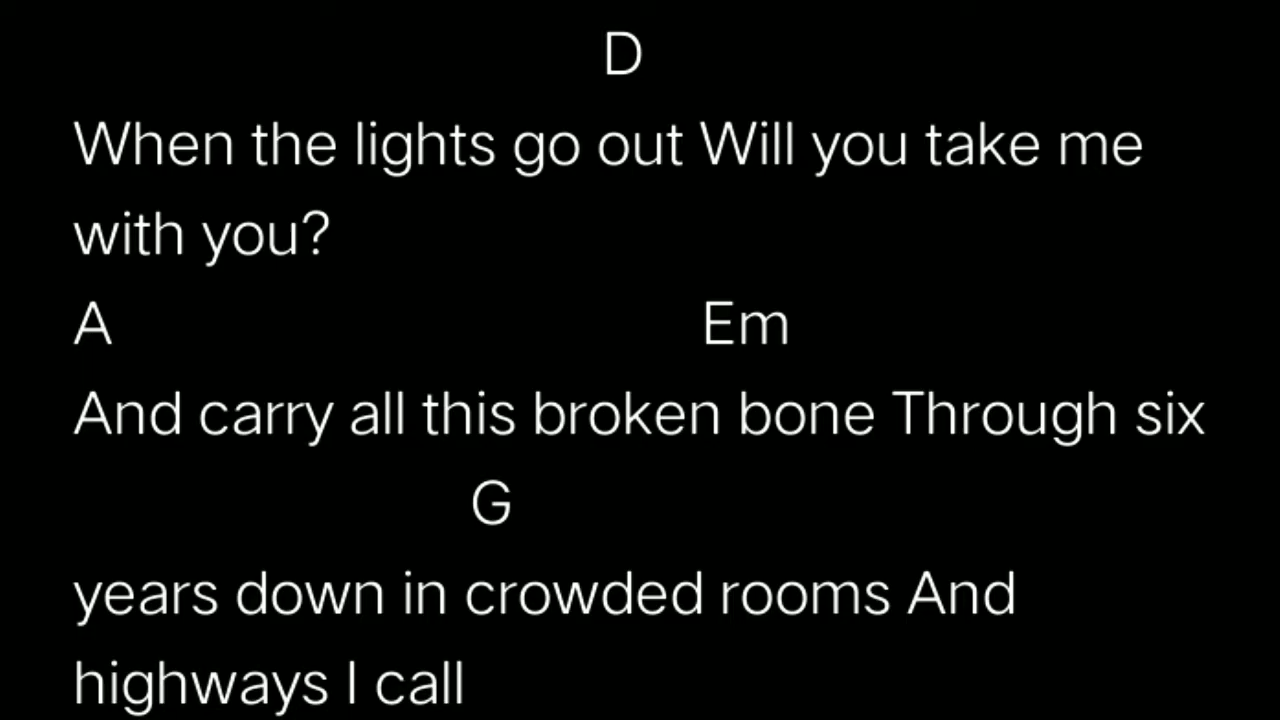 D
When the lights go out Will you take me
with you?
A Em
And carry all this broken bone Through six
G
years down in crowded rooms And
highways I call